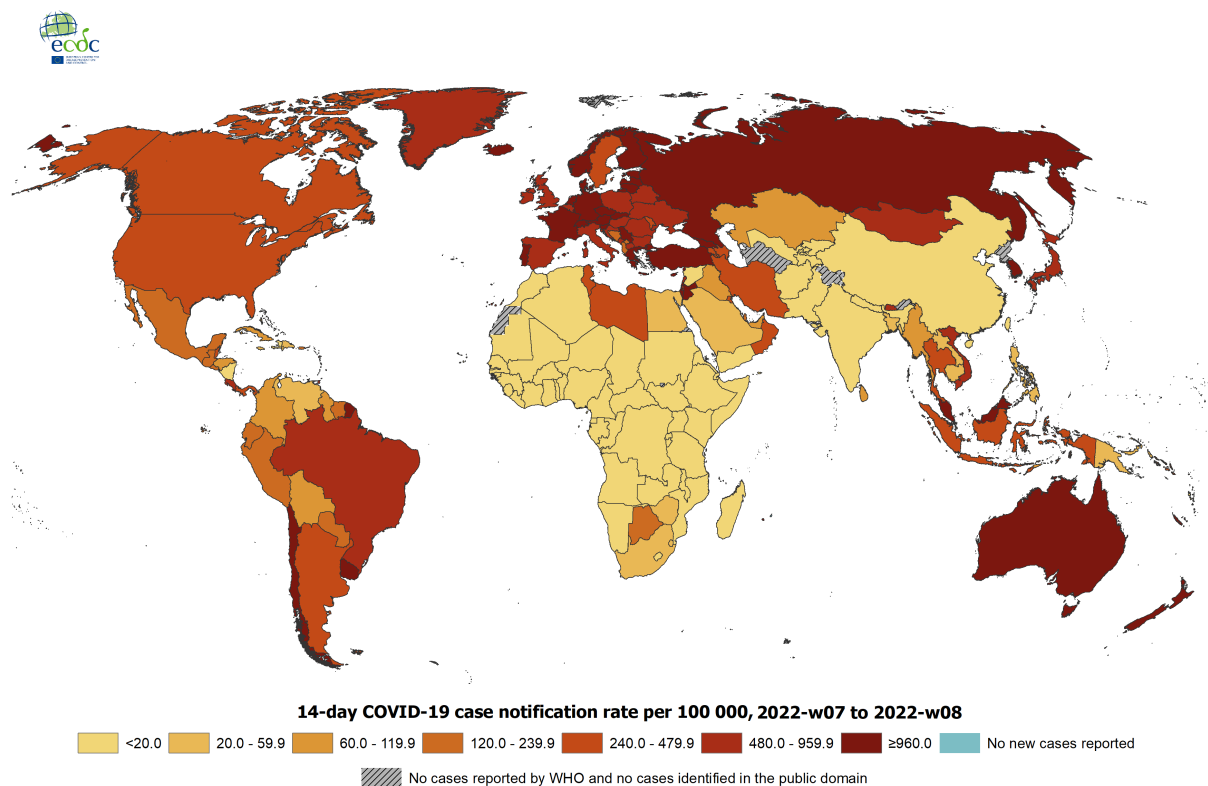 ecdc
14-day COVID-19 case notification rate per 100 000, 2022-w07 to 2022-w08
<20.0 20.0 - 59.9 60.0 - 119.9 120.0 - 239.9 240.0 - 479.9 480.0 - 959.9 ≥960.0 No new cases reported
No cases reported by WHO and no cases identified in the public domain